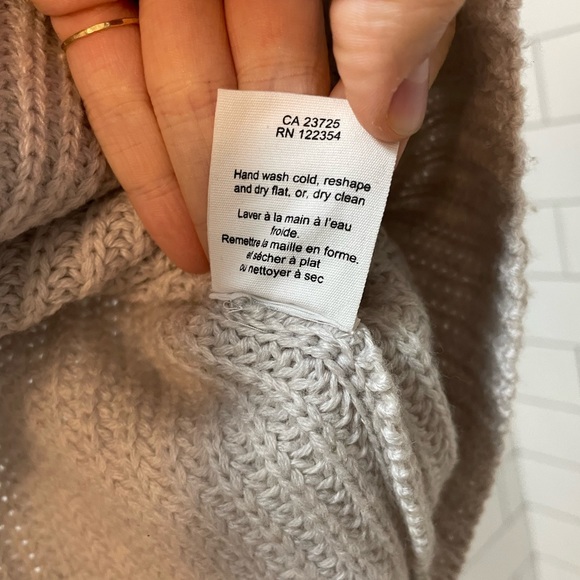 CA 23725
RN 122354
Hand wash cold, reshape
and dry flat, or, dry clean
Laver à la main à l'eau
froide.
Remettre la maille en forme.
et sécher à plat
ou nettoyer à sec